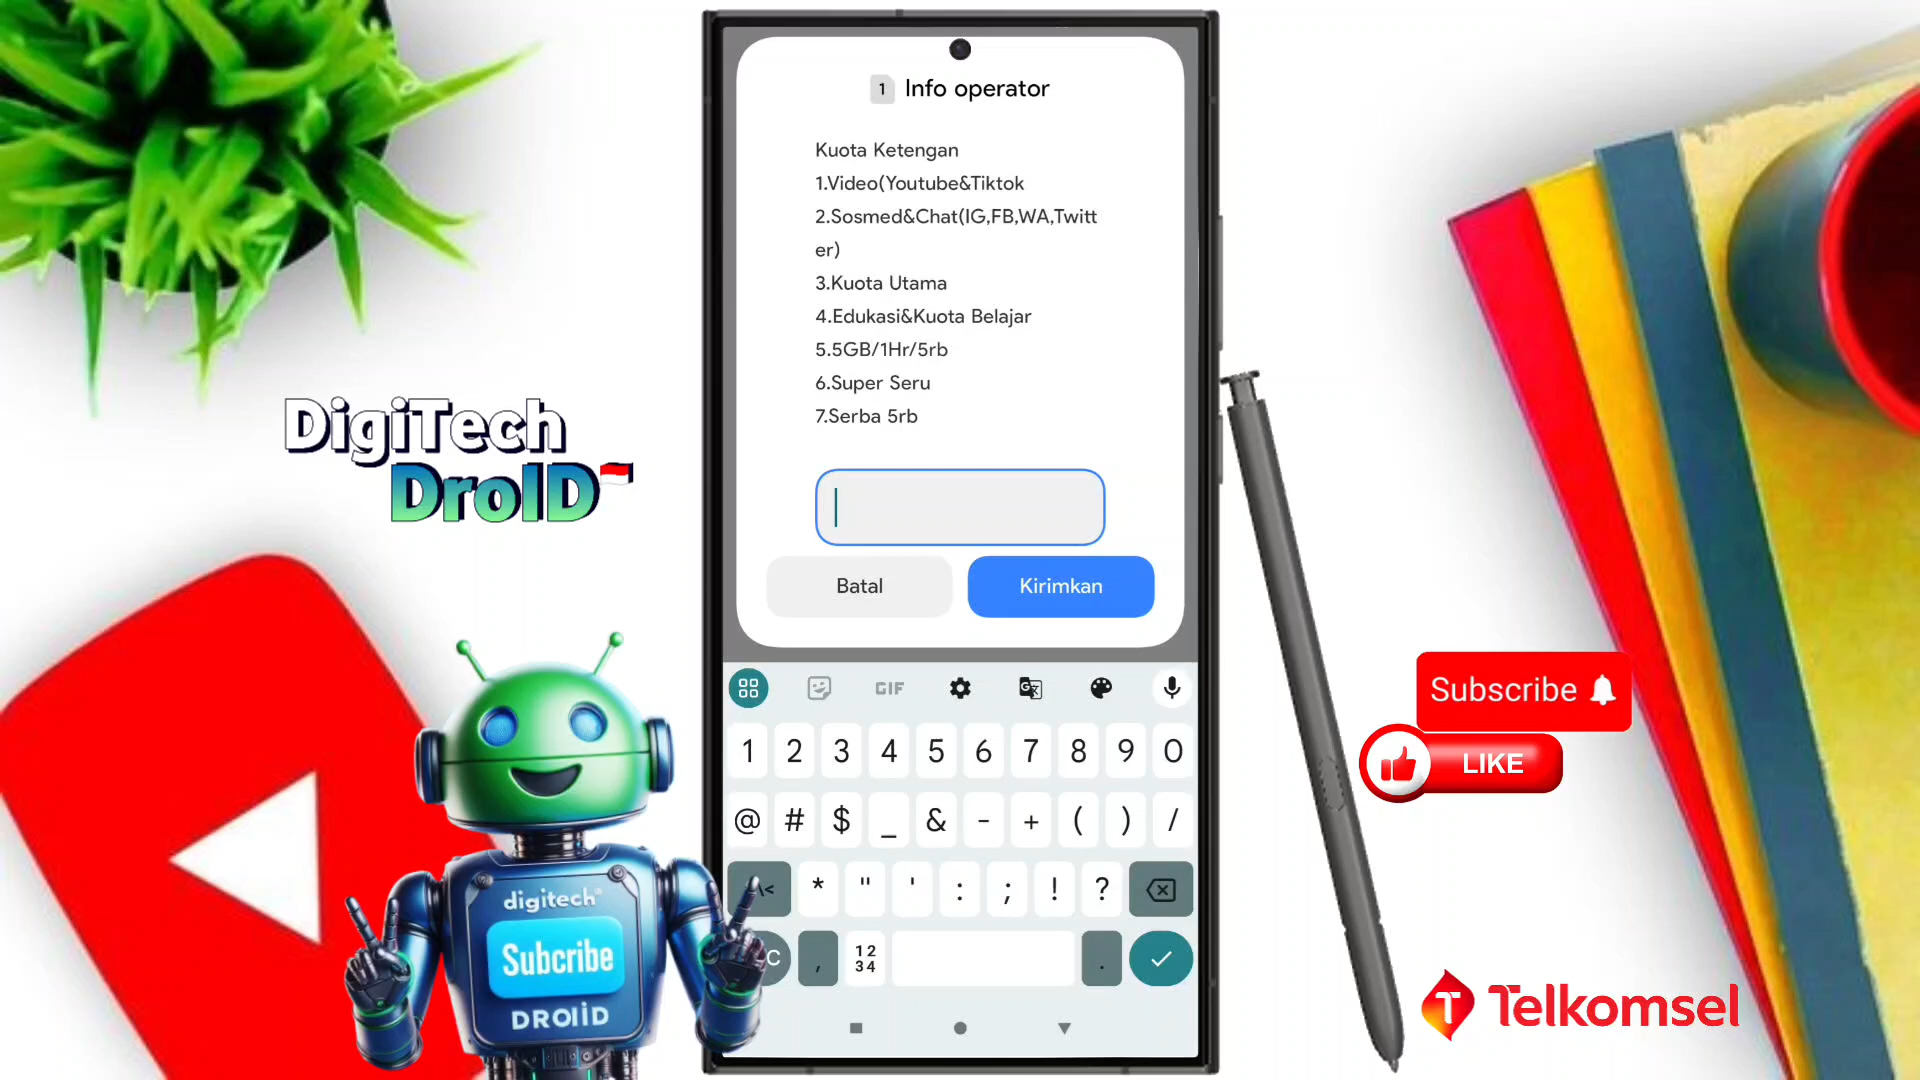 1 Info operator
Kuota Ketengan
1.Video(Youtube&Tiktok
2.Sosmed&Chat(IG,FB,WA,Twitt
er)
3.Kuota Utama
4.Edukasi&Kuota Belajar
5.5GB/1Hr/5rb
6.Super Seru
7.Serba 5rb
Batal
Kirimkan
GIF
1 2 3 4 5 6 7 8 9 0
@ # $ _ & - + ( ) /
* " ' : ; ! ?
, 12 .
34
DigiTech
DroID
digitech
Subcribe
DROIID
Subscribe
LIKE
Telkomsel